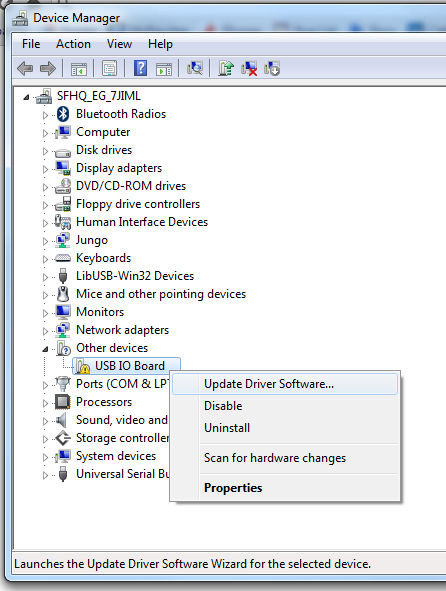 Device Manager
File Action View Help
SFHQ_EG_7JIML
Bluetooth Radios
Computer
Disk drives
Display adapters
DVD/CD-ROM drives
Floppy drive controllers
Human Interface Devices
Jungo
Keyboards
LibUSB-Win32 Devices
Mice and other pointing devices
Monitors
Network adapters
Other devices
USB IO Board
Ports (COM & LPT
Processors
Sound, video and
Storage controller
System devices
Universal Serial Bu
Update Driver Software...
Disable
Uninstall
Scan for hardware changes
Properties
Launches the Update Driver Software Wizard for the selected device.